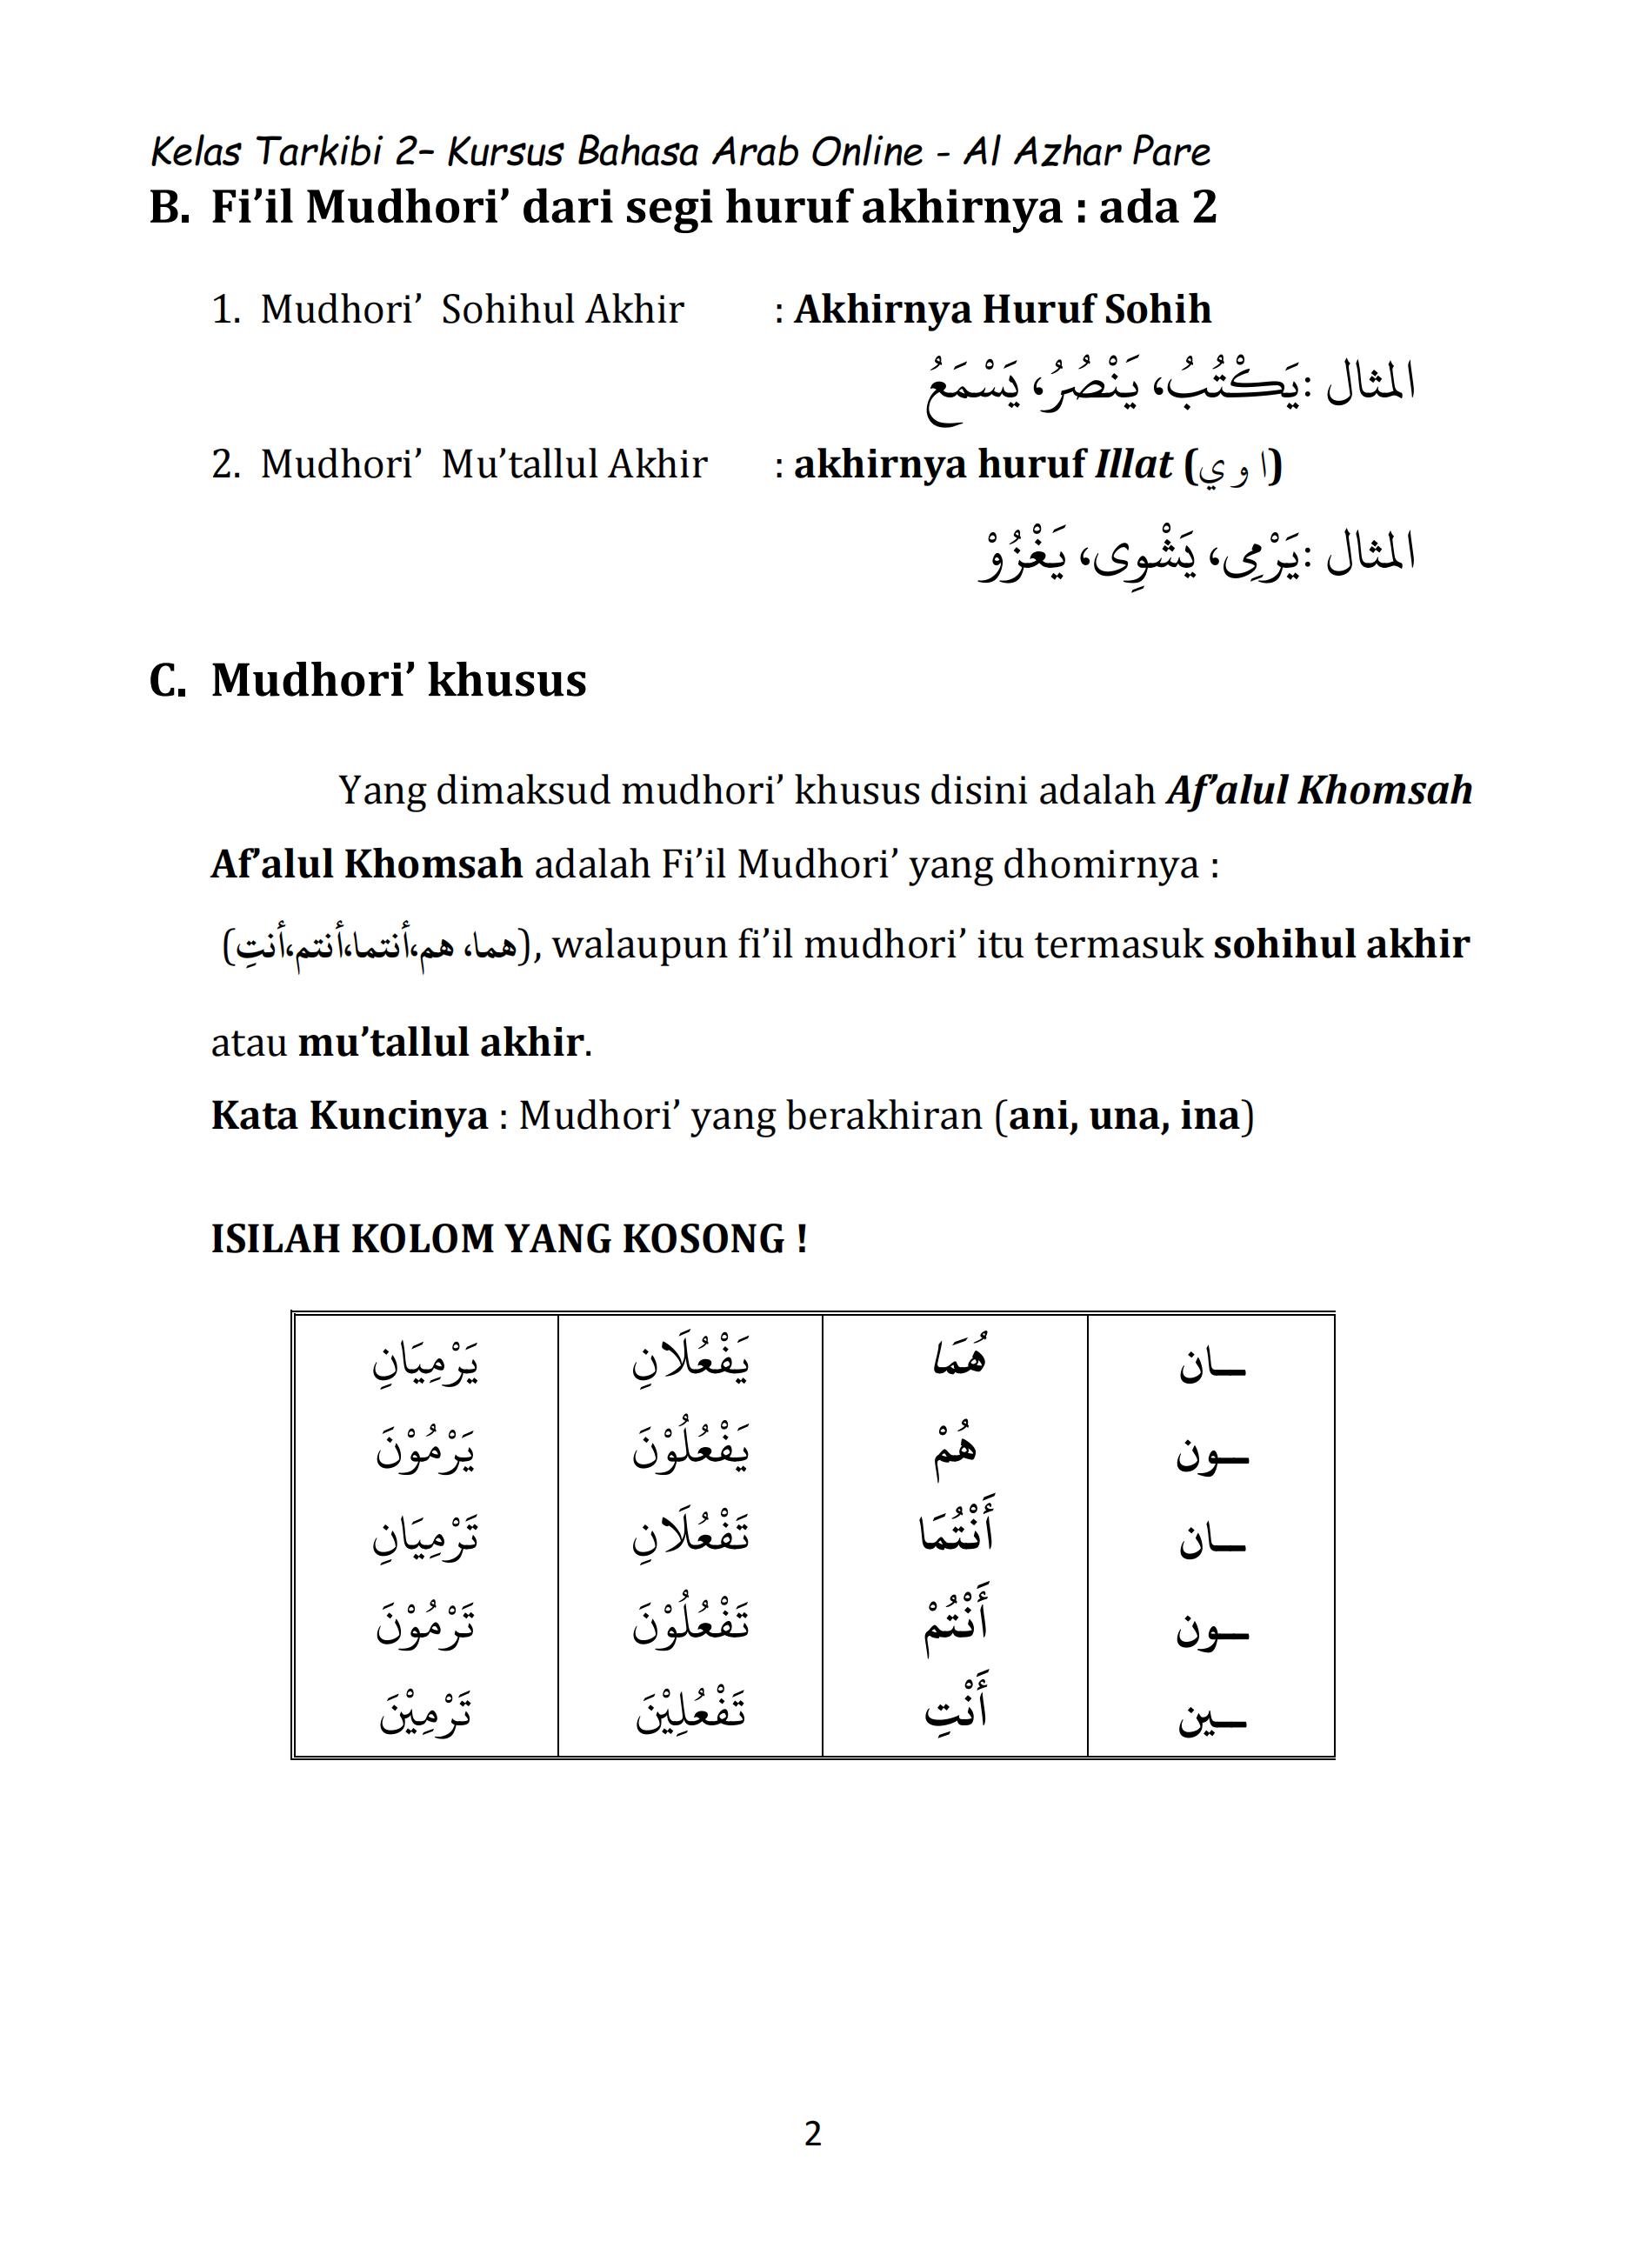 Kelas Tarkibi 2– Kursus Bahasa Arab Online - Al Azhar Pare
B. Fi’il Mudhori’ dari segi huruf akhirnya : ada 2
1. Mudhori’ Sohihul Akhir : Akhirnya Huruf Sohih
المثال :يَكْتُبُ، يَنْصُرُ، يَسْمَعُ
2. Mudhori’ Mu’tallul Akhir : akhirnya huruf Illat (ا و ي)
المثال :يَرْمِى، يَشْوِى، يَغْزُوْ
C. Mudhori’ khusus
Yang dimaksud mudhori’ khusus disini adalah Af’alul Khomsah
Af’alul Khomsah adalah Fi’il Mudhori’ yang dhomirnya :
(هما، هم،أنتما،أنتم،أنتِ), walaupun fi’il mudhori’ itu termasuk sohihul akhir
atau mu’tallul akhir.
Kata Kuncinya : Mudhori’ yang berakhiran (ani, una, ina)
ISILAH KOLOM YANG KOSONG !
ـــان هُمَا يَفْعُلَانِ يَرْمِيَانِ
ـــون هُمْ يَفْعُلُوْنَ يَرْمُوْنَ
ـــان أَنْتُمَا تَفْعُلَانِ تَرْمِيَانِ
ـــون أَنْتُمْ تَفْعُلُوْنَ تَرْمُوْنَ
ـــين أَنْتِ تَفْعُلِيْنَ تَرْمِيْنَ
2